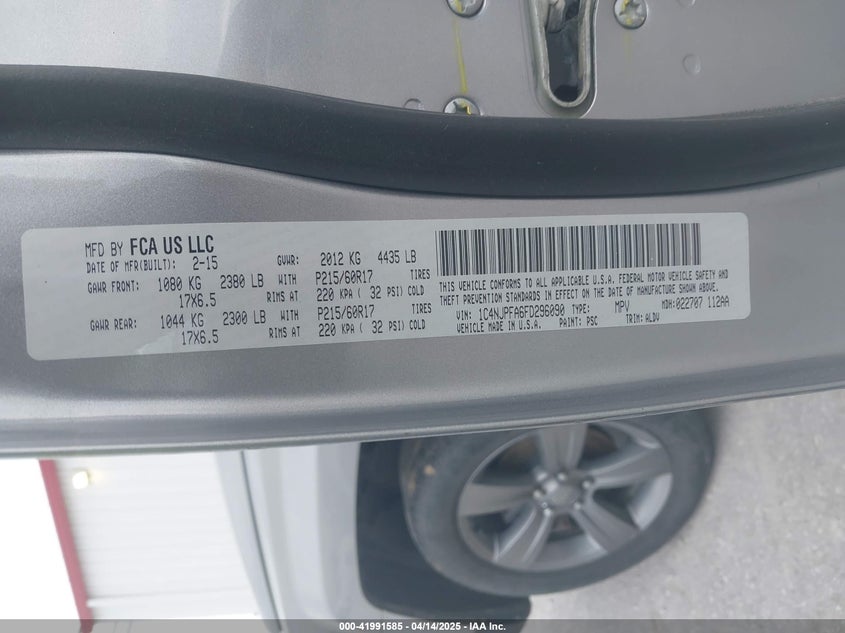 MFD BY FCA US LLC
DATE OF MFR(BUILT): 2-15 GVWR: 2012 KG 4435 LB
GAWR FRONT: 1080 KG 2380 LB WITH P215/60R17 TIRES
17X6.5 RIMS AT 220 KPA ( 32 PSI) COLD
GAWR REAR: 1044 KG 2300 LB WITH P215/60R17 TIRES
17X6.5 RIMS AT 220 KPA ( 32 PSI) COLD
THIS VEHICLE CONFORMS TO ALL APPLICABLE U.S.A. FEDERAL MOTOR VEHICLE SAFETY AND
THEFT PREVENTION STANDARDS IN EFFECT ON THE DATE OF MANUFACTURE SHOWN ABOVE.
VIN: 1C4NJPFA6FD296090 TYPE: MPV MDH: 022707 112AA
VEHICLE MADE IN U.S.A. PAINT: PSC TRIM: ALDV
000-41991585 / 04/14/2025 - IAA Inc.